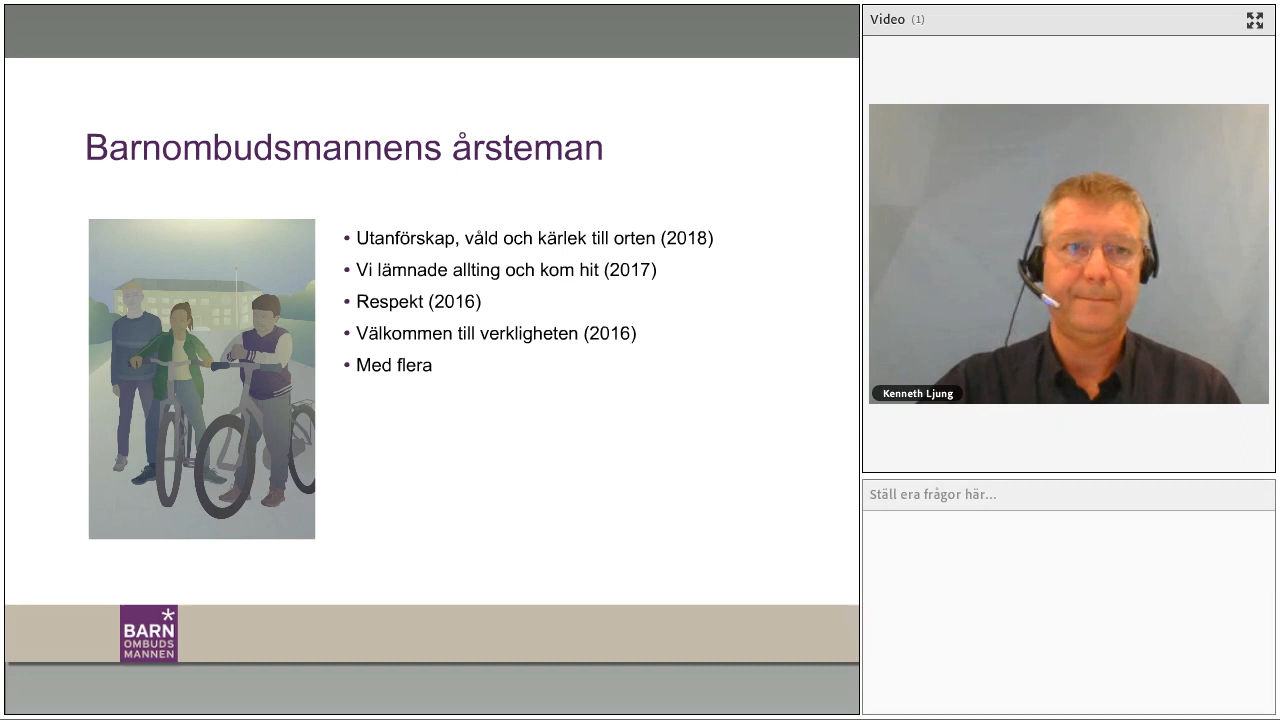 Barnombudsmannens årsteman
• Utanförskap, våld och kärlek till orten (2018)
• Vi lämnade allting och kom hit (2017)
• Respekt (2016)
• Välkommen till verkligheten (2016)
• Med flera
BARN
OMBUDS
MANNEN
Video (1)
Kenneth Ljung
Ställ era frågor här...